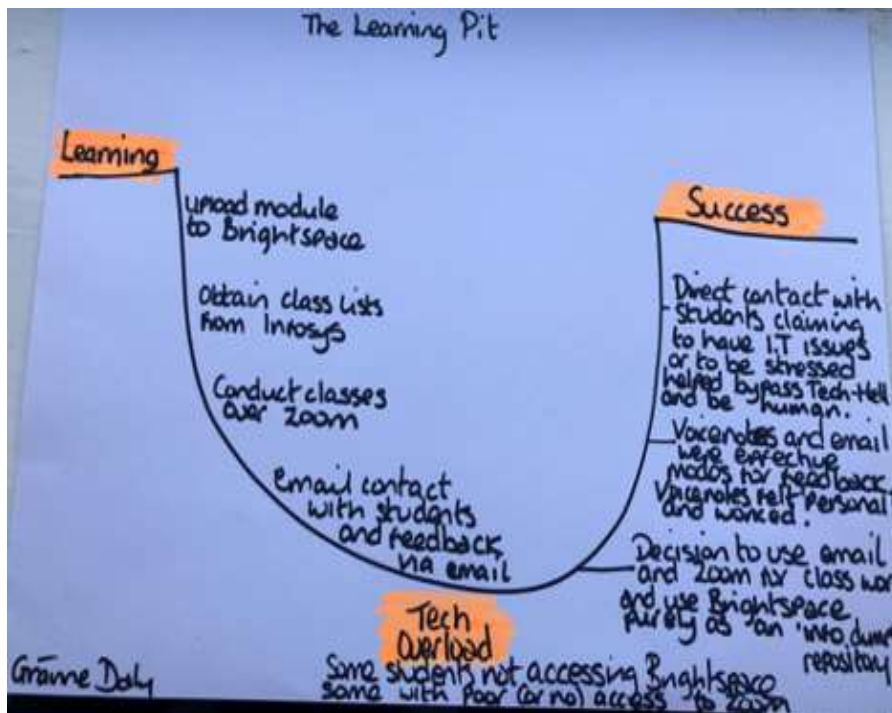 The Learning Pit
Learning
upload module
to Brightspace
Obtain class lists
from Infosys
Conduct classes
over Zoom
Email contact
with students
and feedback
via email
Tech
Overload
Some students not accessing Brightspace
some with poor (or no) access to Zoom
Success
Direct contact with
students claiming
to have I.T issues
or to be stressed
helped bypass Tech-Hell
and be human.
Voicenotes and email
were effective
modes for feedback.
Voicenotes felt personal
and worked.
Decision to use email
and Zoom for class wor
and use Brightspace
purely as an 'info dump
repository
Gráinne Daly